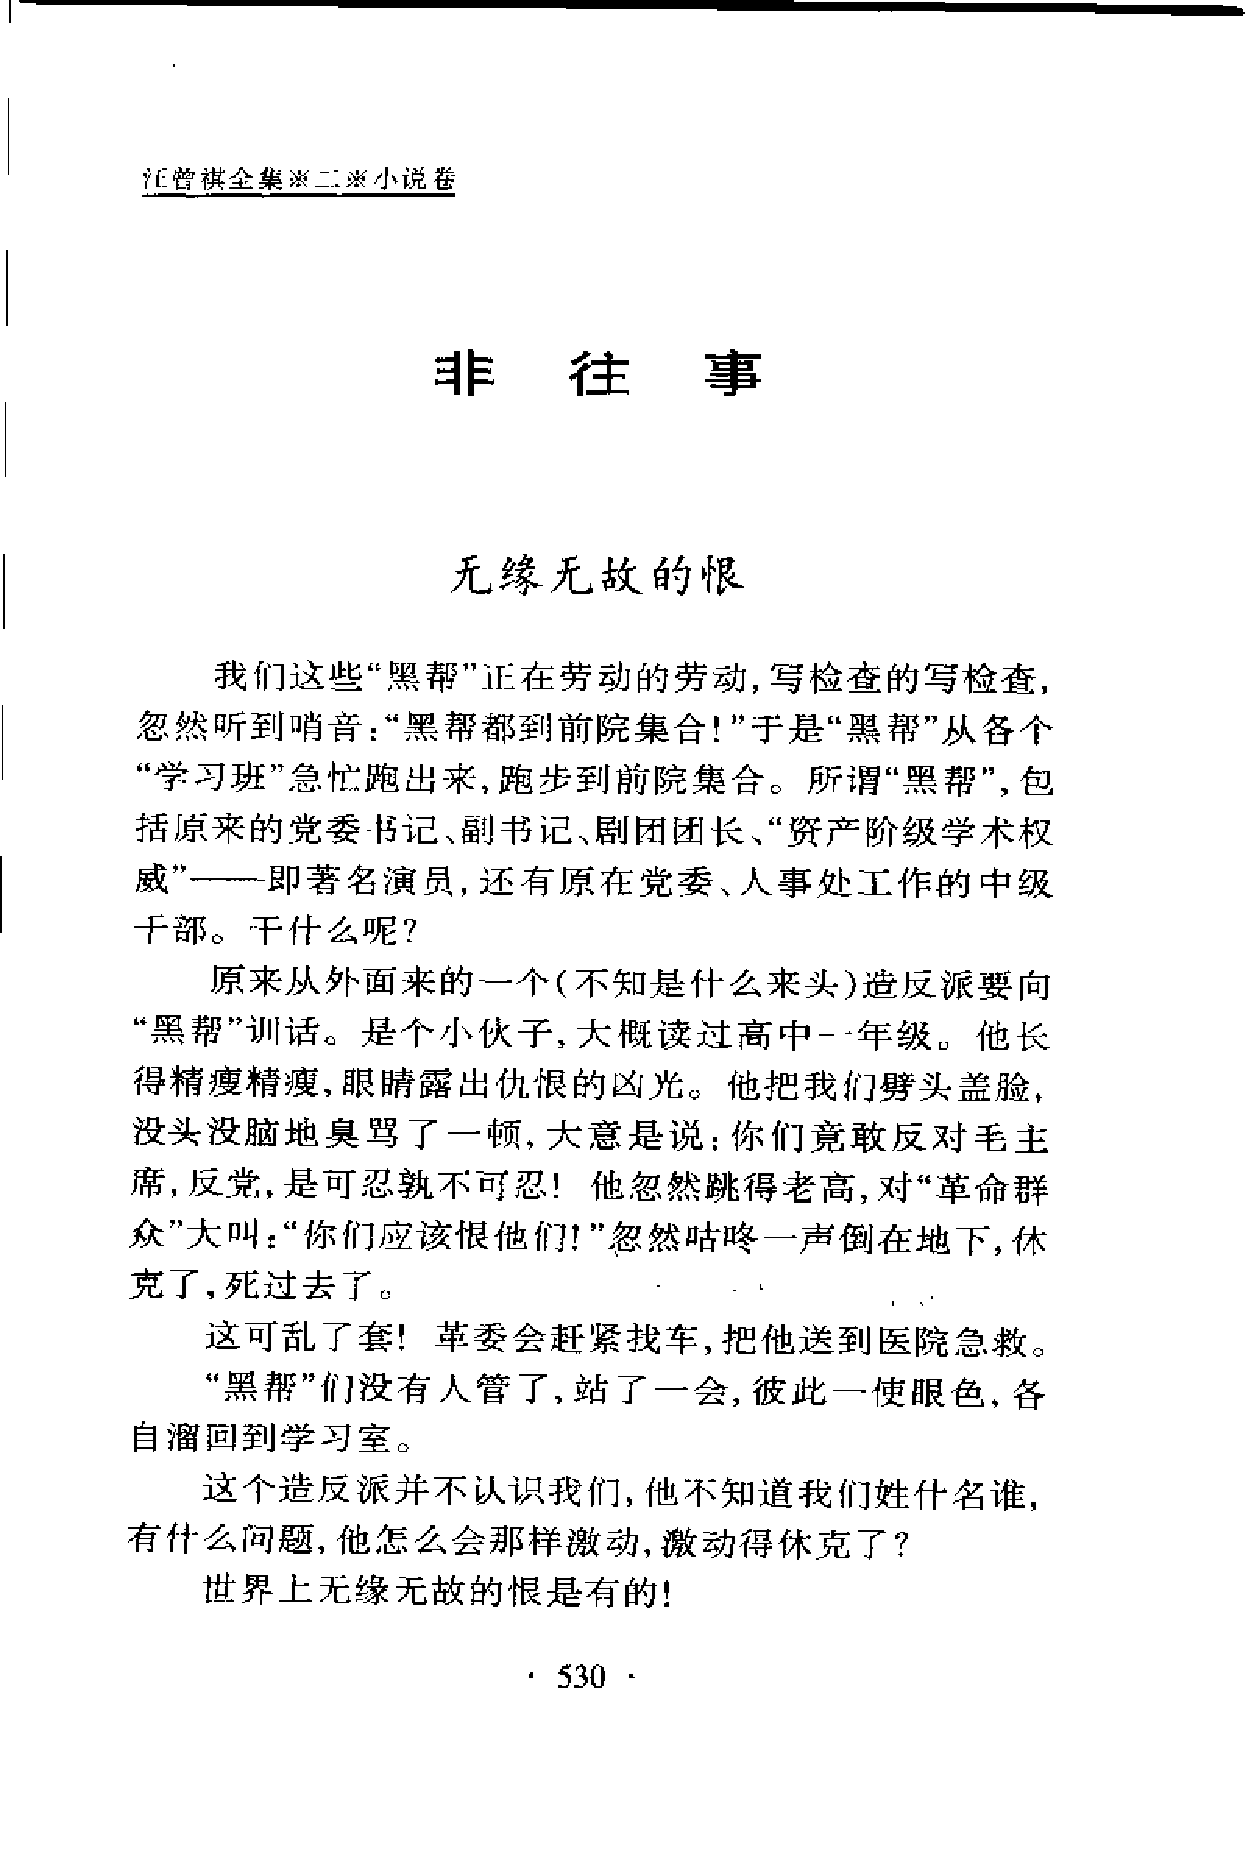 汪曾祺全集※二※小说卷
非往事
无缘无故的恨
我们这些“黑帮”正在劳动的劳动,写检查的写检查,
忽然听到哨音:“黑帮都到前院集合!”于是“黑帮”从各个
“学习班”急忙跑出来,跑步到前院集合。所谓“黑帮”,包
括原来的党委书记、副书记、剧团团长、“资产阶级学术权
威”——即著名演员,还有原在党委、人事处工作的中级
干部。干什么呢?
原来从外面来的一个(不知是什么来头)造反派要向
“黑帮”训话。是个小伙子,大概读过高中一年级。他长
得精瘦精瘦,眼睛露出仇恨的凶光。他把我们劈头盖脸,
没头没脑地臭骂了一顿,大意是说:你们竟敢反对毛主
席,反党,是可忍孰不可忍!他忽然跳得老高,对“革命群
众”大叫:“你们应该恨他们!”忽然咕咚一声倒在地下,休
克了,死过去了。
这可乱了套!革委会赶紧找车,把他送到医院急救。
“黑帮”们没有人管了,站了一会,彼此一使眼色,各
自溜回到学习室。
这个造反派并不认识我们,他不知道我们姓什名谁,
有什么问题,他怎么会那样激动,激动得休克了?
世界上无缘无故的恨是有的!
· 530 ·